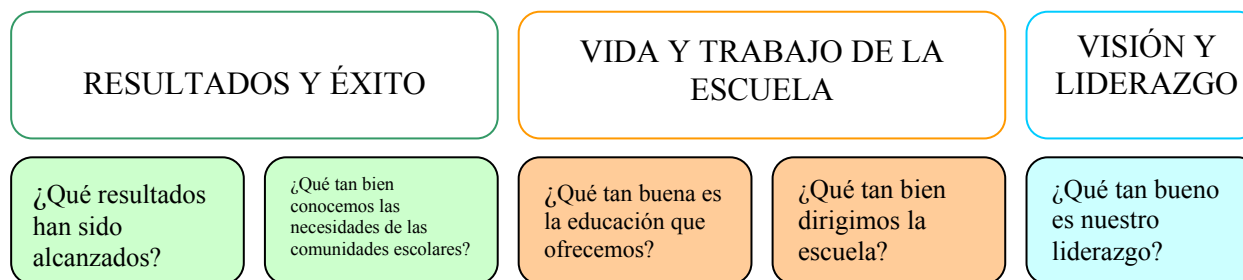 RESULTADOS Y ÉXITO
VIDA Y TRABAJO DE LA
ESCUELA
VISIÓN Y
LIDERAZGO
¿Qué resultados
han sido
alcanzados?
¿Qué tan bien
conocemos las
necesidades de las
comunidades escolares?
¿Qué tan buena es
la educación que
ofrecemos?
¿Qué tan bien
dirigimos la
escuela?
¿Qué tan bueno
es nuestro
liderazgo?